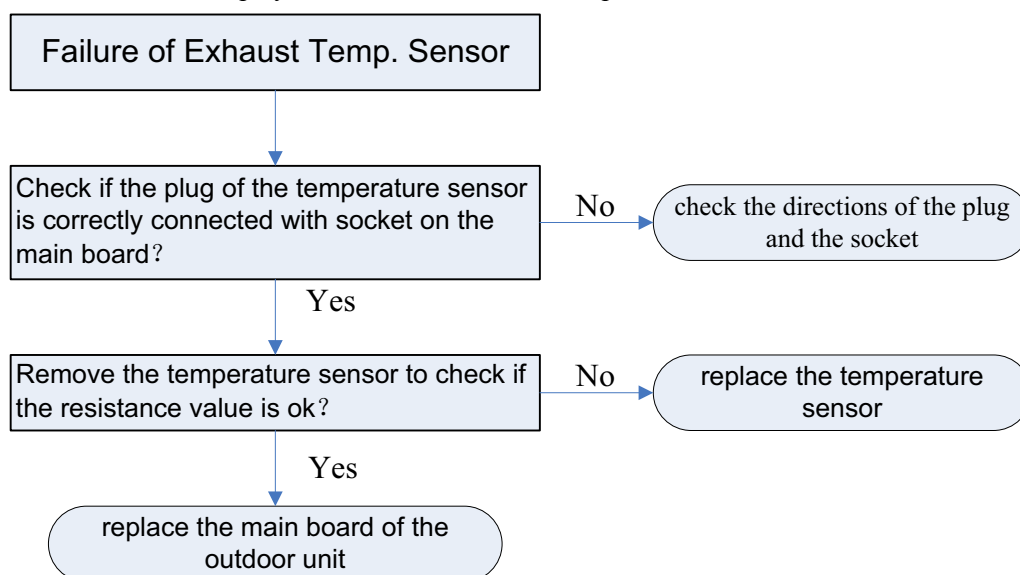 Failure of Exhaust Temp. Sensor
Check if the plug of the temperature sensor
is correctly connected with socket on the
main board?
No
check the directions of the plug
and the socket
Yes
Remove the temperature sensor to check if
the resistance value is ok?
No
replace the temperature
sensor
Yes
replace the main board of the
outdoor unit